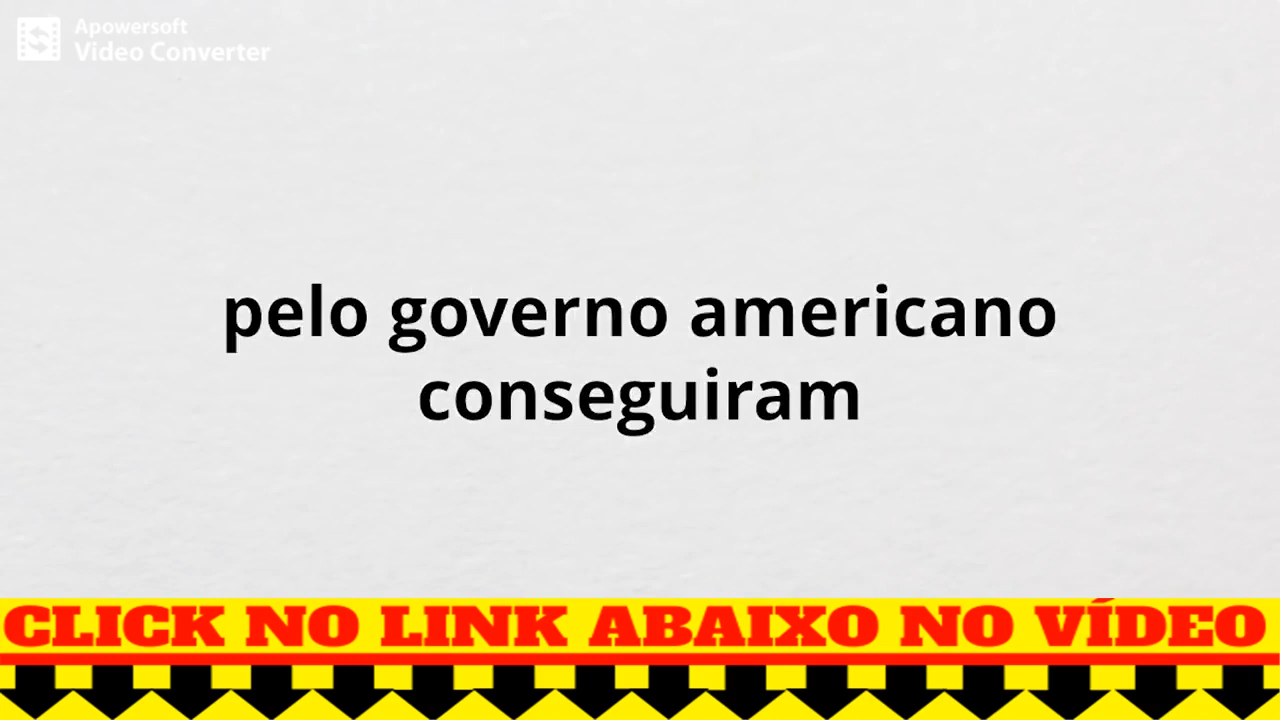 Apowersoft
Video Converter
pelo governo americano
conseguiram
CLICK NO LINK ABAIXO NO VÍDEO